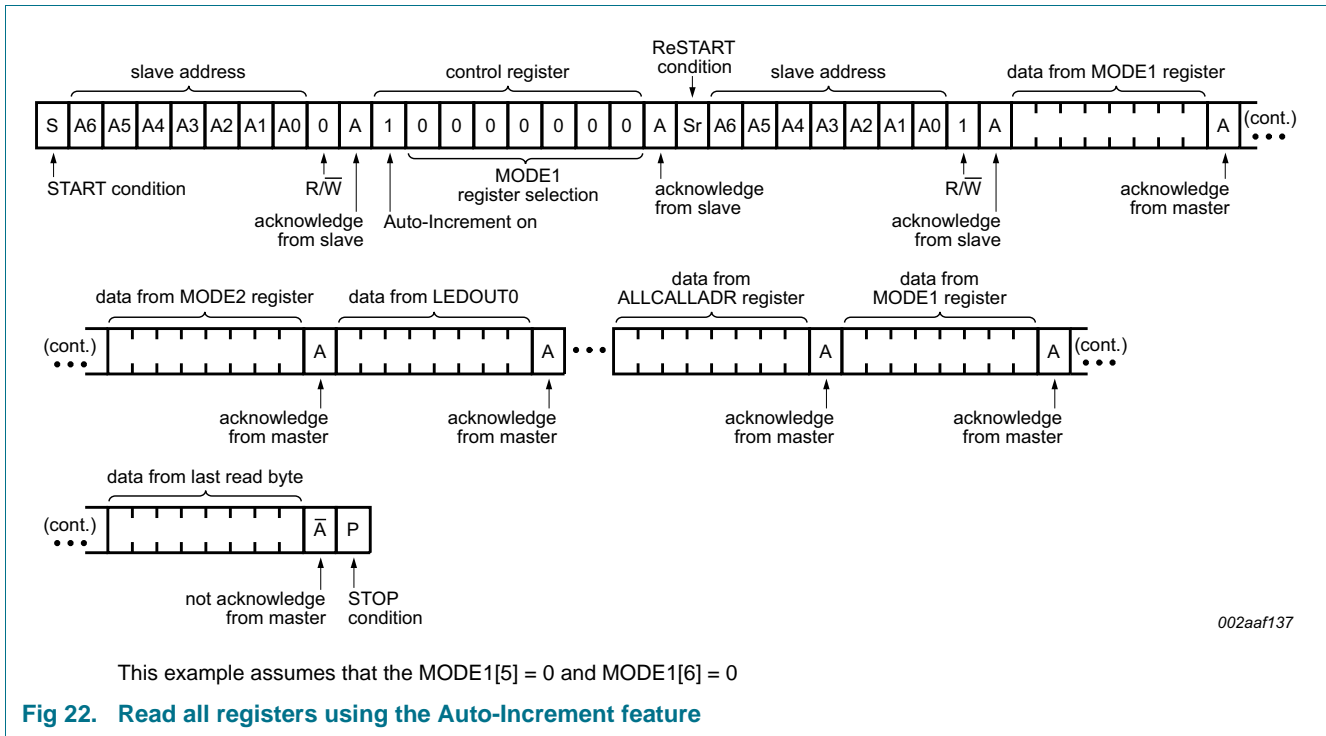 ReSTART
condition
slave address
control register
slave address
data from MODE1 register
S A6 A5 A4 A3 A2 A1 A0 0 A 1 0 0 0 0 0 0 0 A Sr A6 A5 A4 A3 A2 A1 A0 1 A A (cont.)
START condition
R/W̅
acknowledge
from slave
Auto-Increment on
MODE1
register selection
acknowledge
from slave
R/W̅
acknowledge
from slave
acknowledge
from master
data from MODE2 register
data from LEDOUT0
data from
ALLCALLADR register
data from
MODE1 register
(cont.) A A A A (cont.)
acknowledge
from master
acknowledge
from master
acknowledge
from master
acknowledge
from master
data from last read byte
(cont.) A̅ P
not acknowledge
from master
STOP
condition
002aaf137
This example assumes that the MODE1[5] = 0 and MODE1[6] = 0
Fig 22. Read all registers using the Auto-Increment feature